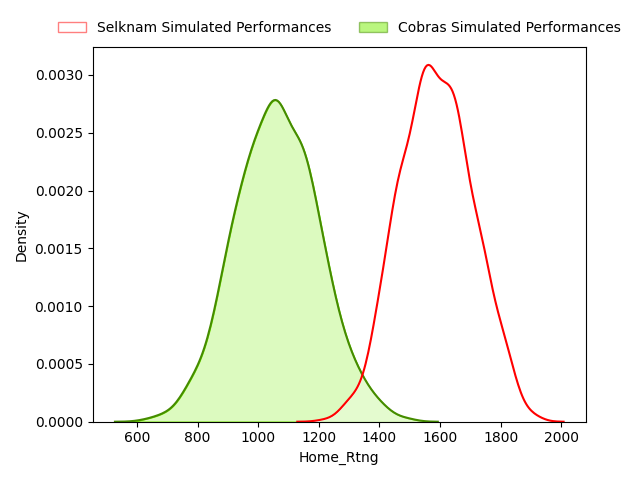 Selknam Simulated Performances
Cobras Simulated Performances
0.0030
0.0025
0.0020
0.0015
0.0010
0.0005
0.0000
Density
600 800 1000 1200 1400 1600 1800 2000
Home_Rtng